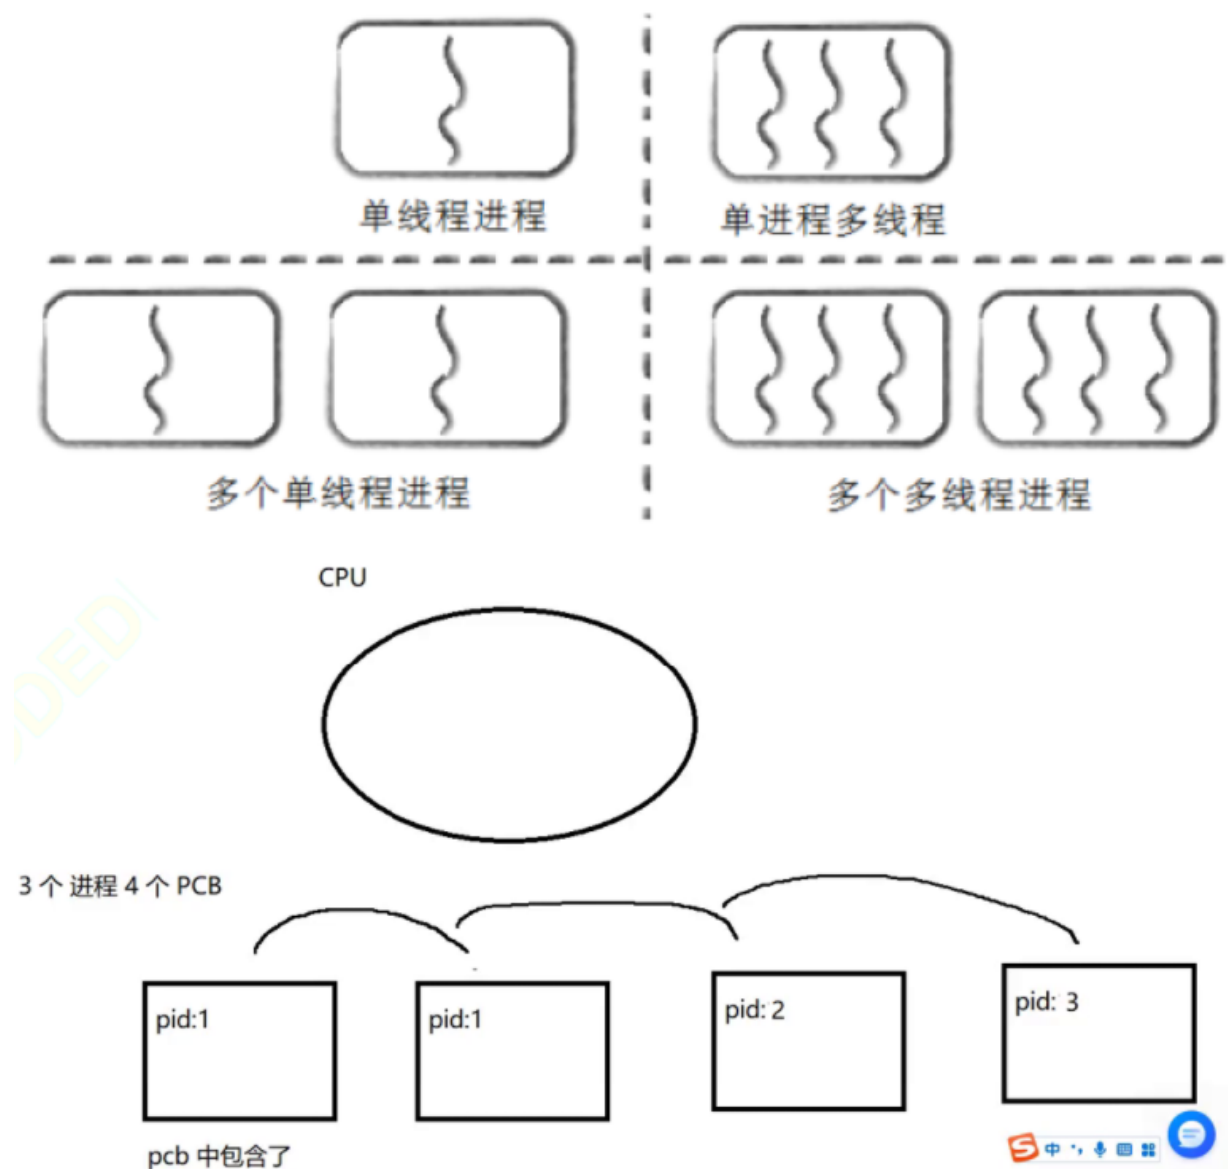 单线程进程
单进程多线程
多个单线程进程
多个多线程进程
CPU
3 个 进程 4 个 PCB
pid:1
pid:1
pid: 2
pid: 3
pcb 中包含了
中